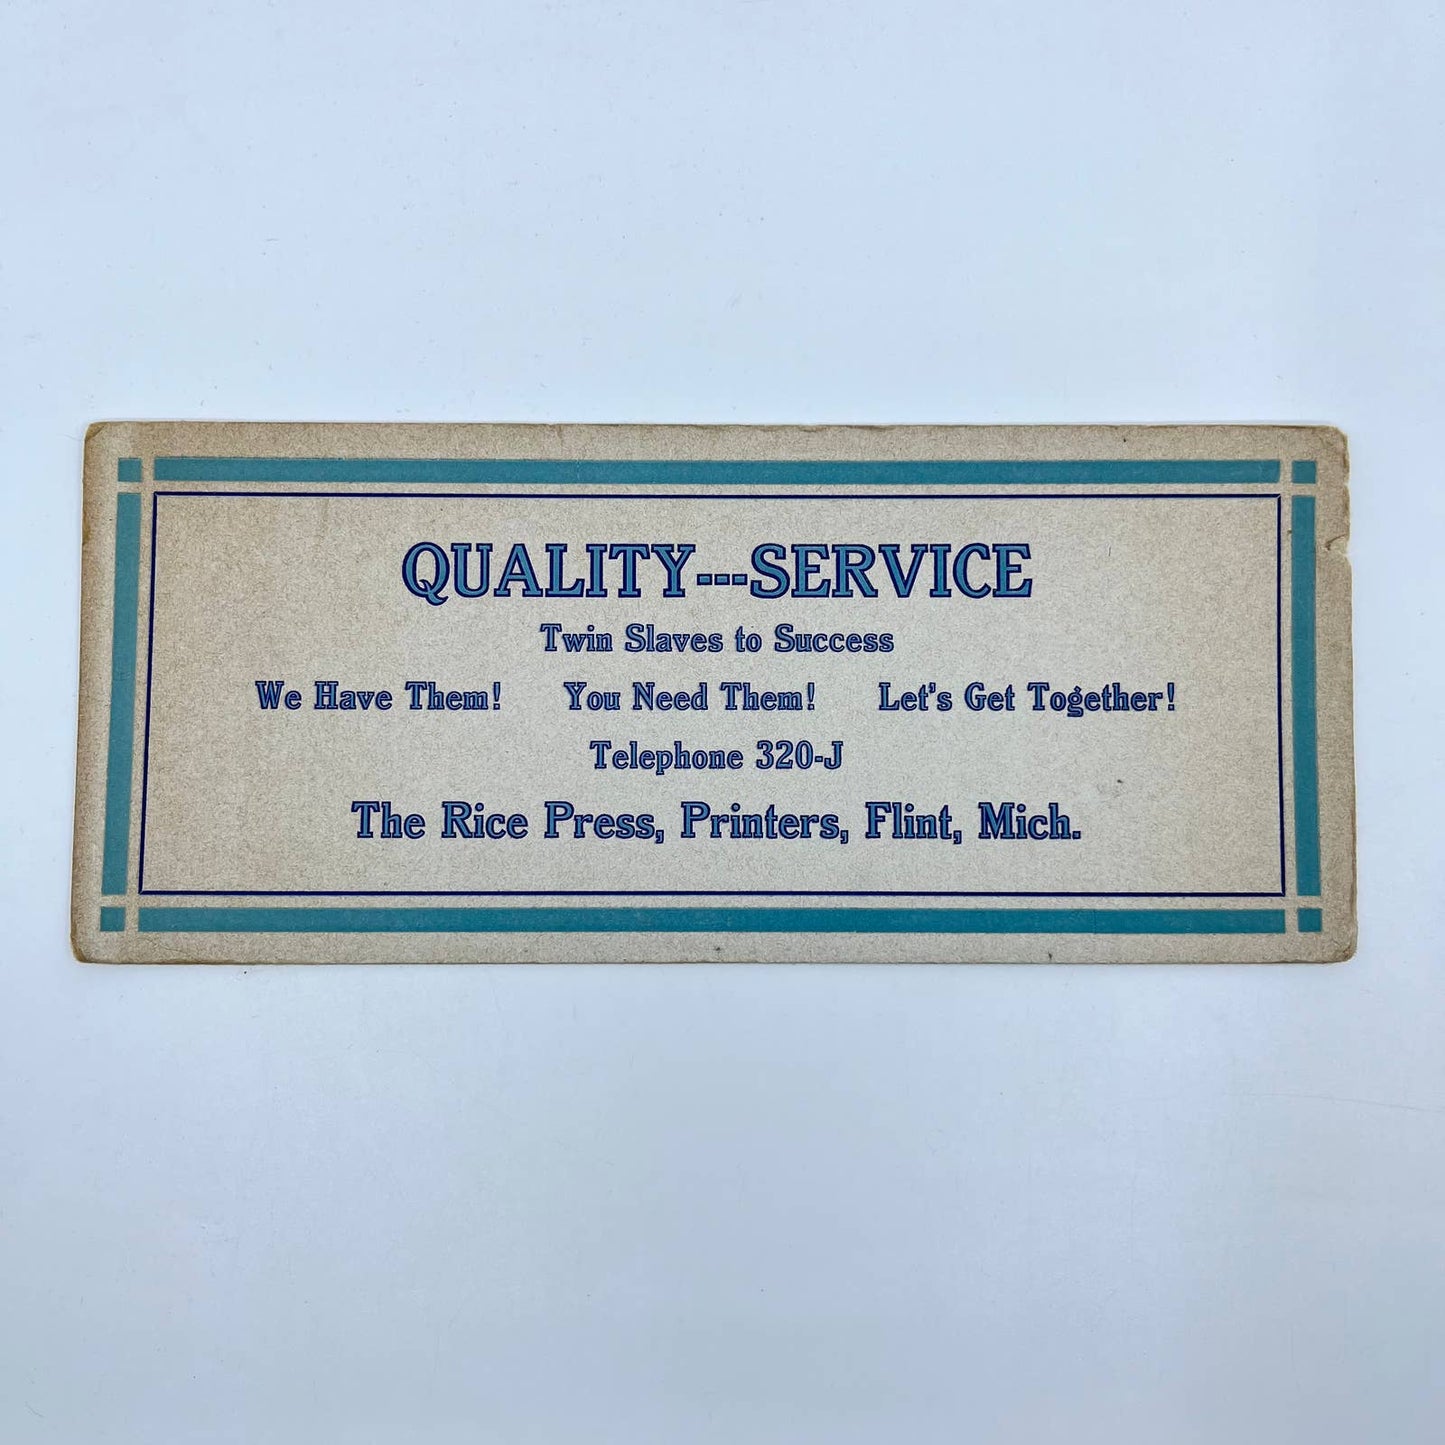 QUALITY---SERVICE
Twin Slaves to Success
We Have Them! You Need Them! Let's Get Together!
Telephone 320-J
The Rice Press, Printers, Flint, Mich.